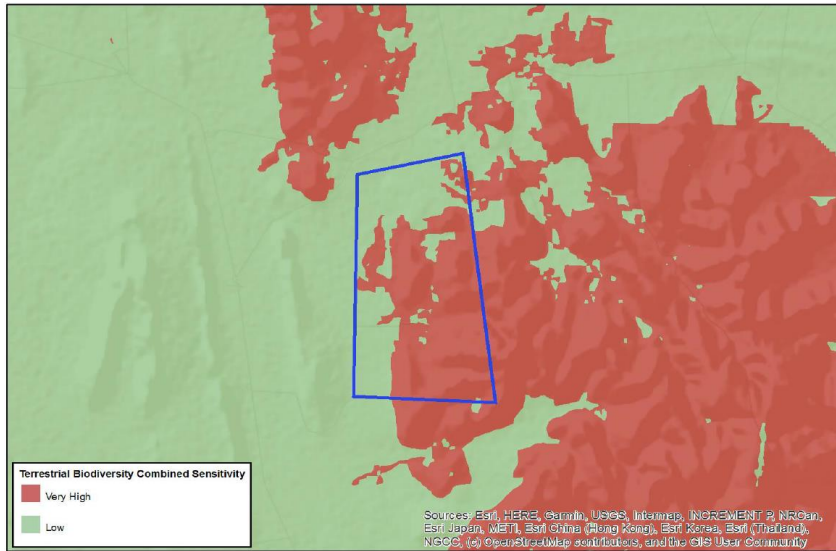 Terrestrial Biodiversity Combined Sensitivity
Very High
Low
Sources: Esri, HERE, Garmin, USGS, Intermap, INCREMENT P, NRCan,
Esri Japan, METI, Esri China (Hong Kong), Esri Korea, Esri (Thailand),
NGCC, (c) OpenStreetMap contributors, and the GIS User Community